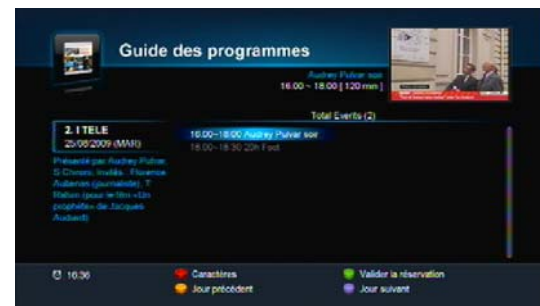 Guide des programmes
Audrey Pulvar soir
16:00 ~ 18:00 [ 120 mn ]
Total Events (2)
2. I TELE
25/08/2009 (MAR)
16:00~18:00 Audrey Pulvar soir
18:00~18:30 20h Foot
Présenté par Audrey Pulvar,
S Chmini. Invités : Florence
Aubenas (journaliste), T
Rahim (pour le film «Un
prophète» de Jacques
Audiard)
16:36
Caractères
Valider la réservation
Jour précédent
Jour suivant